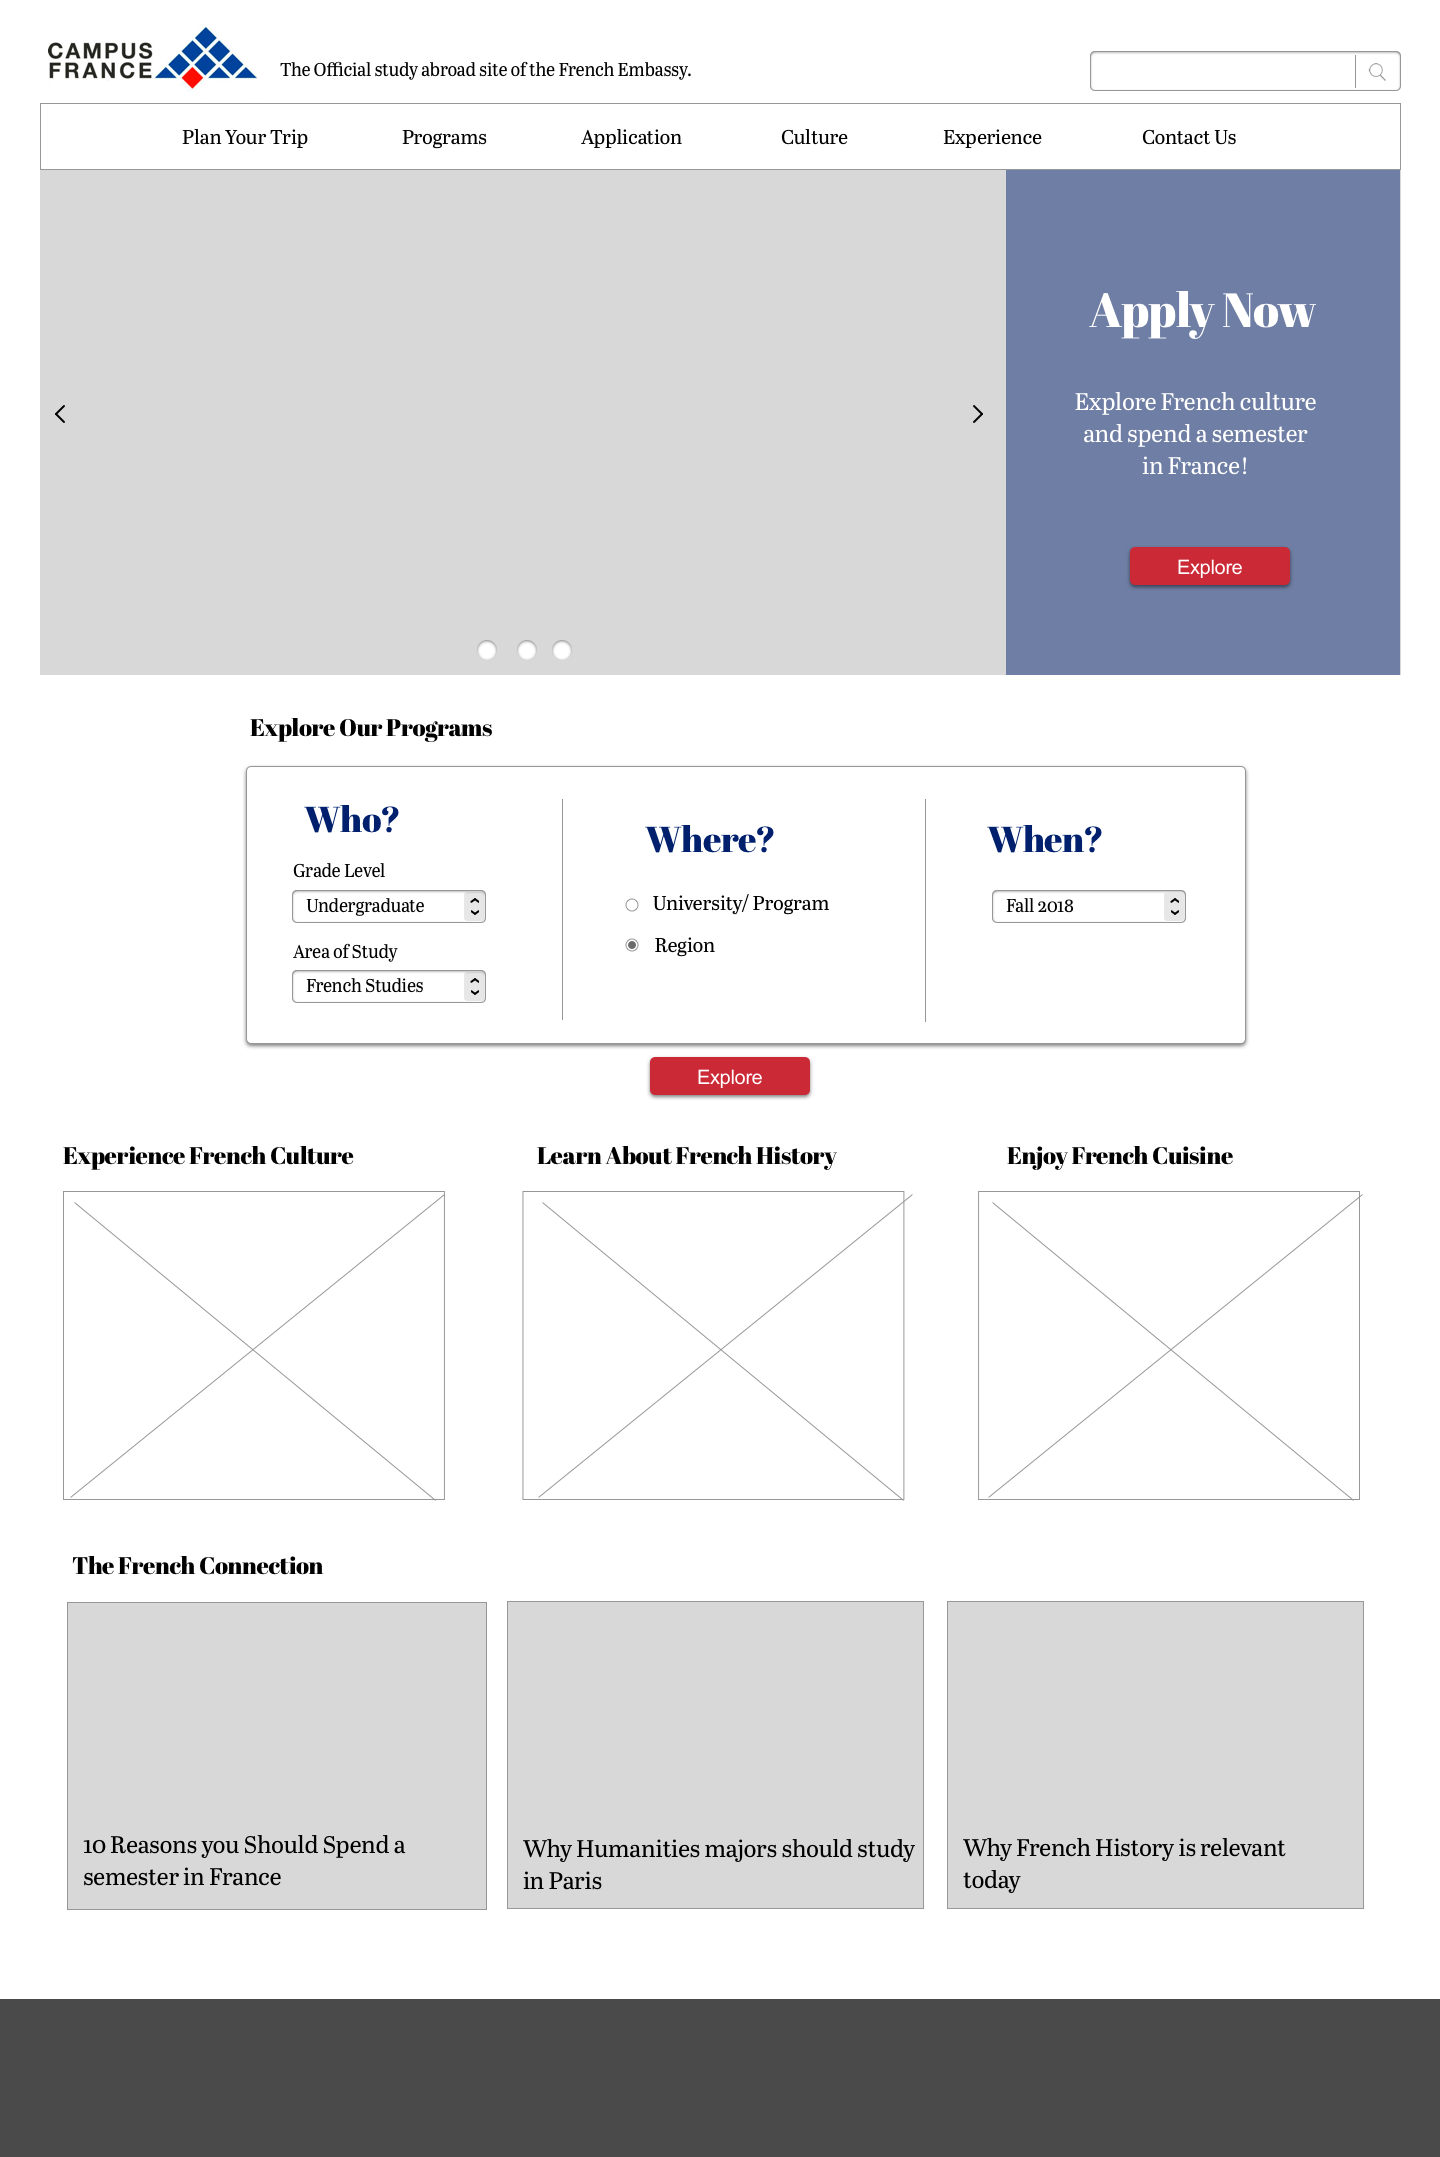 CAMPUS
FRANCE
The Official study abroad site of the French Embassy.
Plan Your Trip
Programs
Application
Culture
Experience
Contact Us
Apply Now
Explore French culture
and spend a semester
in France!
Explore
Explore Our Programs
Who?
Grade Level
Undergraduate
Area of Study
French Studies
Where?
University/ Program
Region
When?
Fall 2018
Explore
Experience French Culture
Learn About French History
Enjoy French Cuisine
The French Connection
10 Reasons you Should Spend a
semester in France
Why Humanities majors should study
in Paris
Why French History is relevant
today